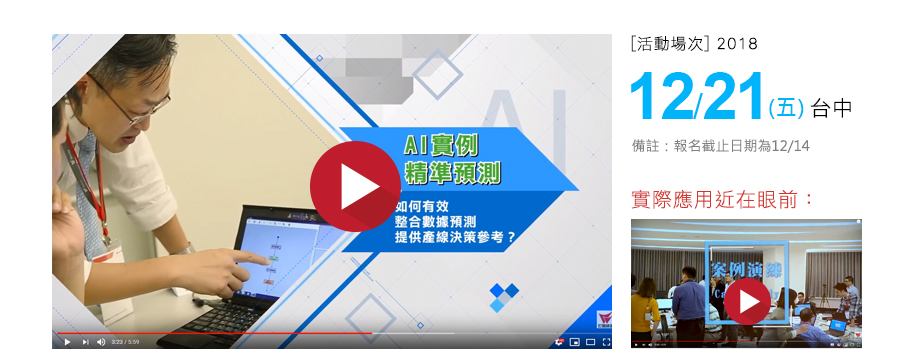 AI
AI實例
精準預測
如何有效
整合數據預測
提供產線決策參考？
3:23 / 5:59
[活動場次] 2018
12/21(五) 台中
備註：報名截止日期為12/14
實際應用近在眼前：
案例演練